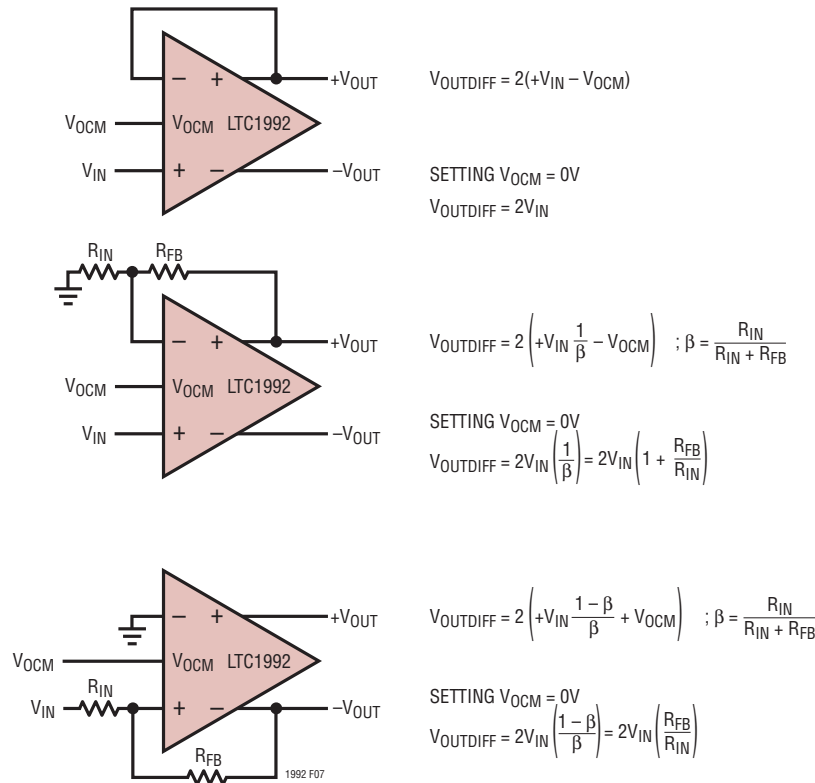 − + +VOUT VOUTDIFF = 2(+VIN – VOCM)
VOCM VOCM LTC1992
VIN + − –VOUT SETTING VOCM = 0V
VOUTDIFF = 2VIN
RIN RFB
− + +VOUT VOUTDIFF = 2 (+VIN 1/β – VOCM) ; β = RIN/(RIN + RFB)
VOCM VOCM LTC1992
VIN + − –VOUT SETTING VOCM = 0V
VOUTDIFF = 2VIN (1/β) = 2VIN (1 + RFB/RIN)
− + +VOUT VOUTDIFF = 2 (+VIN (1 – β)/β + VOCM) ; β = RIN/(RIN + RFB)
VOCM VOCM LTC1992
VIN RIN + − –VOUT SETTING VOCM = 0V
VOUTDIFF = 2VIN ((1 – β)/β) = 2VIN (RFB/RIN)
RFB
1992 F07